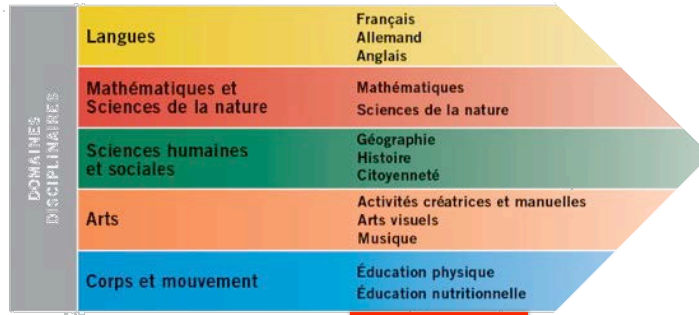 DOMAINES
DISCIPLINAIRES
Langues
Français
Allemand
Anglais
Mathématiques et
Sciences de la nature
Mathématiques
Sciences de la nature
Sciences humaines
et sociales
Géographie
Histoire
Citoyenneté
Arts
Activités créatrices et manuelles
Arts visuels
Musique
Corps et mouvement
Éducation physique
Éducation nutritionnelle